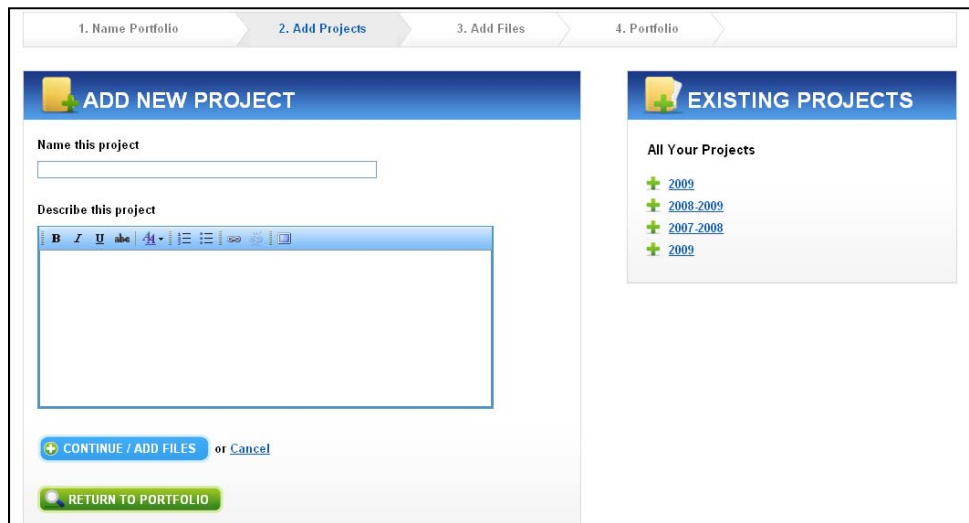 1. Name Portfolio 2. Add Projects 3. Add Files 4. Portfolio
ADD NEW PROJECT
Name this project
Describe this project
B I U abc A
CONTINUE / ADD FILES or Cancel
RETURN TO PORTFOLIO
EXISTING PROJECTS
All Your Projects
2009
2008-2009
2007-2008
2009